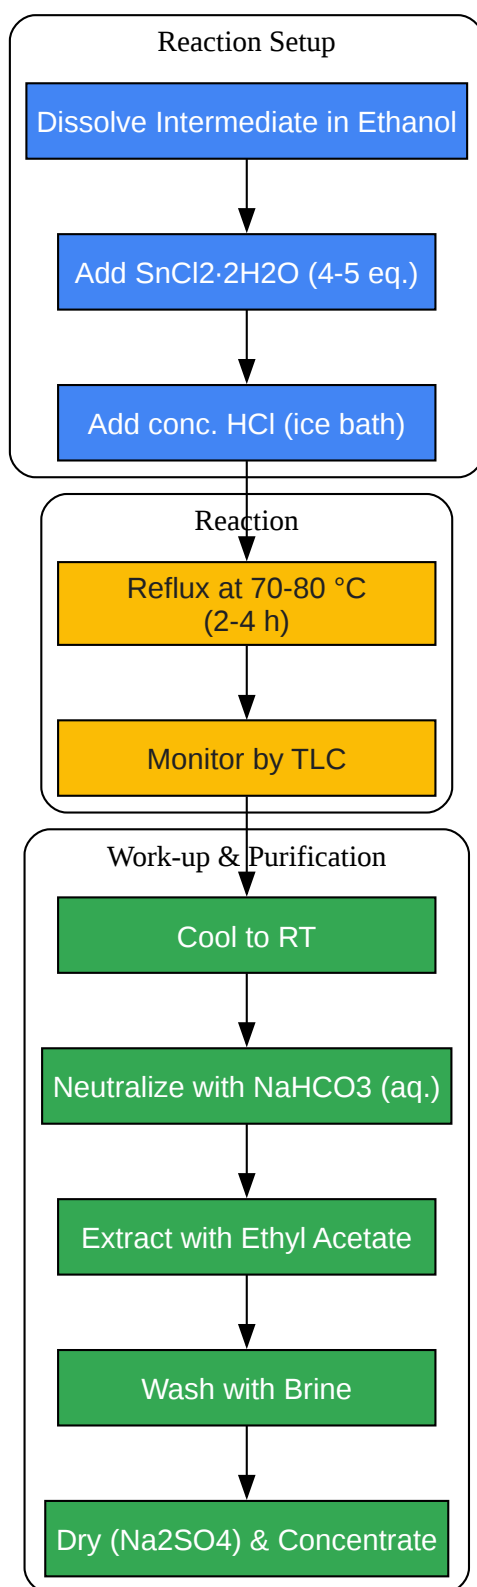 Reaction Setup
Dissolve Intermediate in Ethanol
Add SnCl2·2H2O (4-5 eq.)
Add conc. HCl (ice bath)
Reaction
Reflux at 70-80 °C
(2-4 h)
Monitor by TLC
Work-up & Purification
Cool to RT
Neutralize with NaHCO3 (aq.)
Extract with Ethyl Acetate
Wash with Brine
Dry (Na2SO4) & Concentrate